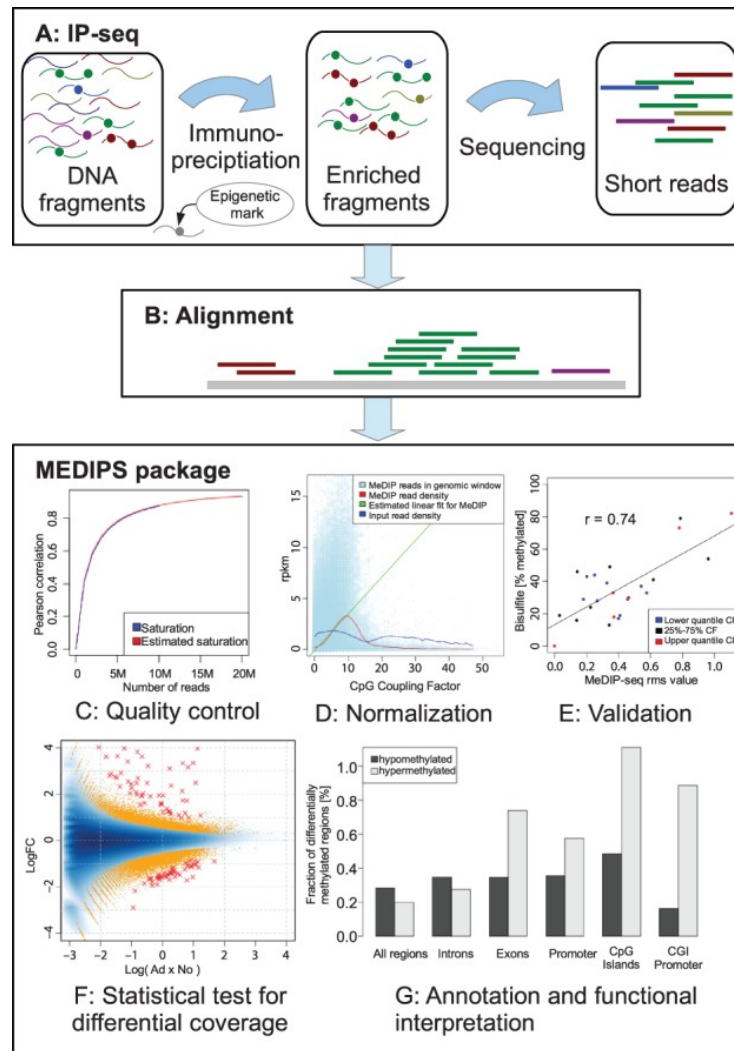 A: IP-seq
DNA
fragments
Immuno-
preciptiation
Epigenetic
mark
Enriched
fragments
Sequencing
Short reads
B: Alignment
MEDIPS package
Pearson correlation
0.8
0.6
0.4
0.2
0.0
Saturation
Estimated saturation
0 5M 10M 15M 20M
Number of reads
C: Quality control
rpkm
15
10
5
0
MeDIP reads in genomic window
MeDIP read density
Estimated linear fit for MeDIP
Input read density
0 10 20 30 40 50
CpG Coupling Factor
D: Normalization
Bisulfite [% methylated]
100
80
60
40
20
0
r = 0.74
Lower quantile CF
25%-75% CF
Upper quantile CF
0.0 0.2 0.4 0.6 0.8 1.0
MeDIP-seq rms value
E: Validation
LogFC
4
2
0
-2
-4
-3 -2 -1 0 1 2 3 4
Log( Ad x No )
F: Statistical test for
differential coverage
Fraction of differentially
methylated regions [%]
1.0
0.8
0.6
0.4
0.2
0.0
hypomethylated
hypermethylated
All regions
Introns
Exons
Promoter
CpG
Islands
CGI
Promoter
G: Annotation and functional
interpretation